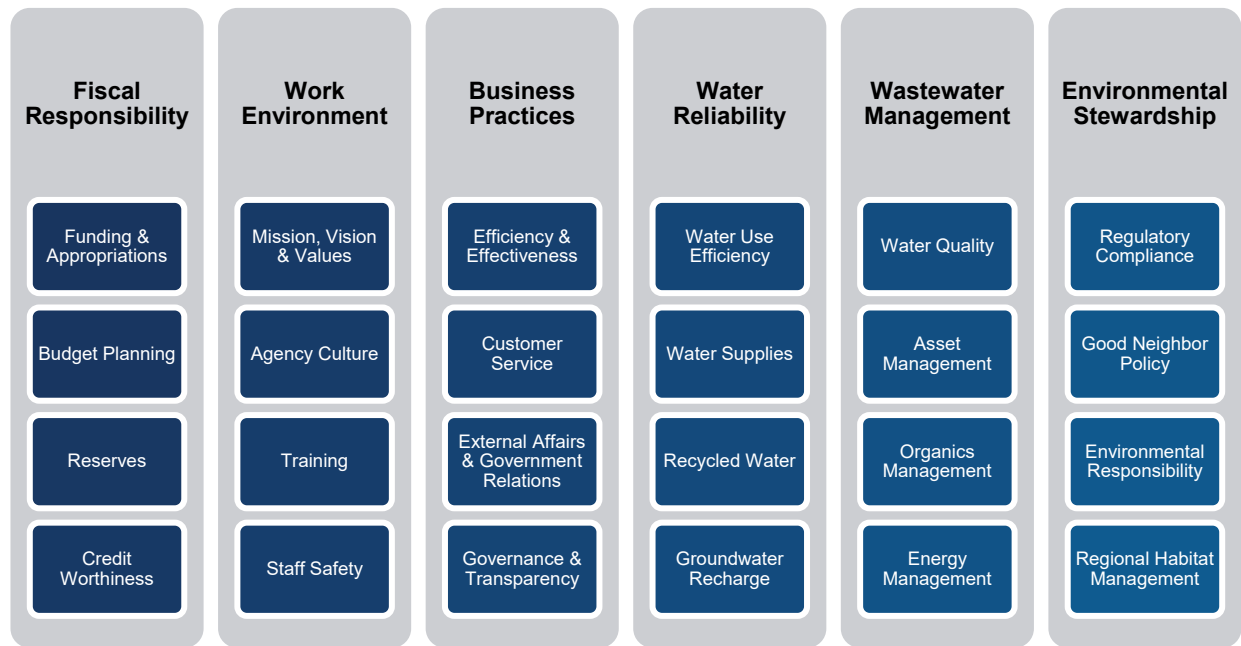 Fiscal
Responsibility
Funding &
Appropriations
Budget Planning
Reserves
Credit
Worthiness
Work
Environment
Mission, Vision
& Values
Agency Culture
Training
Staff Safety
Business
Practices
Efficiency &
Effectiveness
Customer
Service
External Affairs
& Government
Relations
Governance &
Transparency
Water
Reliability
Water Use
Efficiency
Water Supplies
Recycled Water
Groundwater
Recharge
Wastewater
Management
Water Quality
Asset
Management
Organics
Management
Energy
Management
Environmental
Stewardship
Regulatory
Compliance
Good Neighbor
Policy
Environmental
Responsibility
Regional Habitat
Management